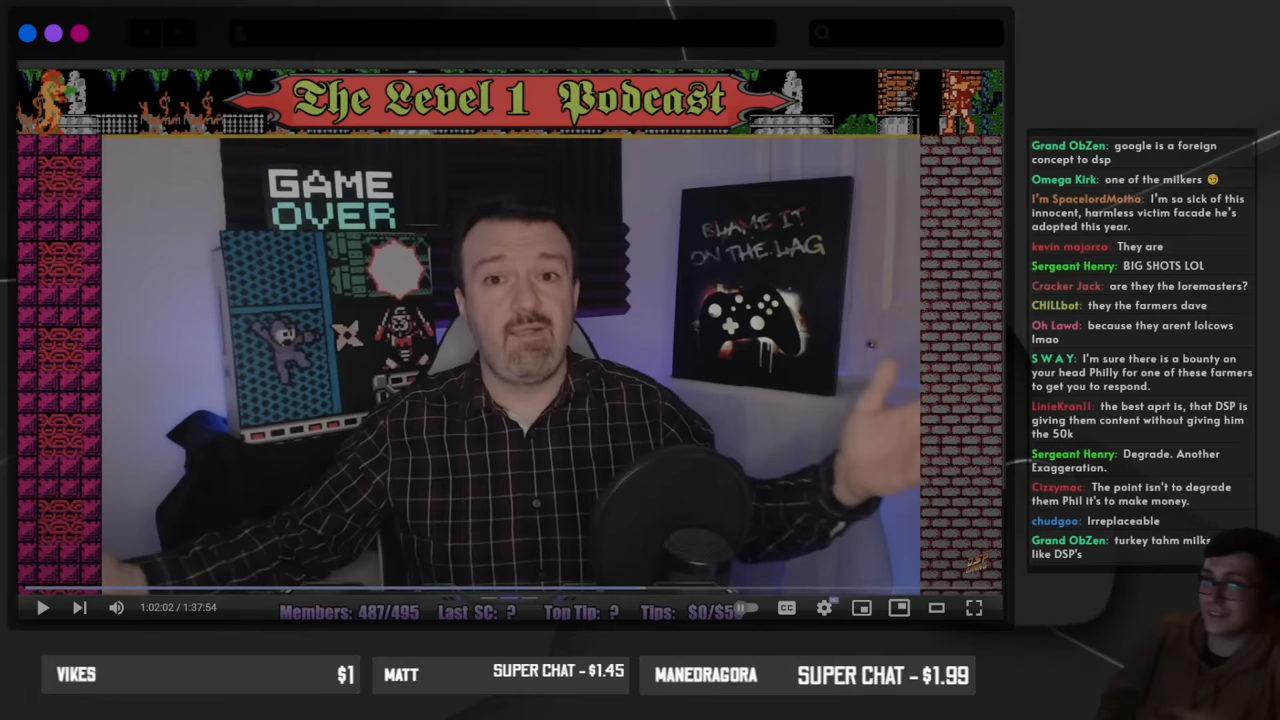 The Level 1 Podcast
GAME
OVER
BLAME IT
ON THE LAG
Grand ObZen: google is a foreign
concept to dsp
Omega Kirk: one of the milkers 😏
I'm SpacelordMotha: I'm so sick of this
innocent, harmless victim facade he's
adopted this year.
kevin majorca: They are
Sergeant Henry: BIG SHOTS LOL
Cracker Jack: are they the loremasters?
CHILLbot: they the farmers dave
Oh Lawd: because they arent lolcows
lmao
S W A Y: I'm sure there is a bounty on
your head Philly for one of these farmers
to get you to respond.
LinieKran!!: the best aprt is, that DSP is
giving them content without giving him
the 50k
Sergeant Henry: Degrade. Another
Exaggeration.
Cizzymac: The point isn't to degrade
them Phil it's to make money.
chudgoo: Irreplaceable
Grand ObZen: turkey tahm milks
like DSP's
1:02:02 / 1:37:54
Members: 487/495 Last SC: ? Top Tip: ? Tips: $0/$50
CC
VIKES $1
MATT SUPER CHAT - $1.45
MANEDRAGORA SUPER CHAT - $1.99